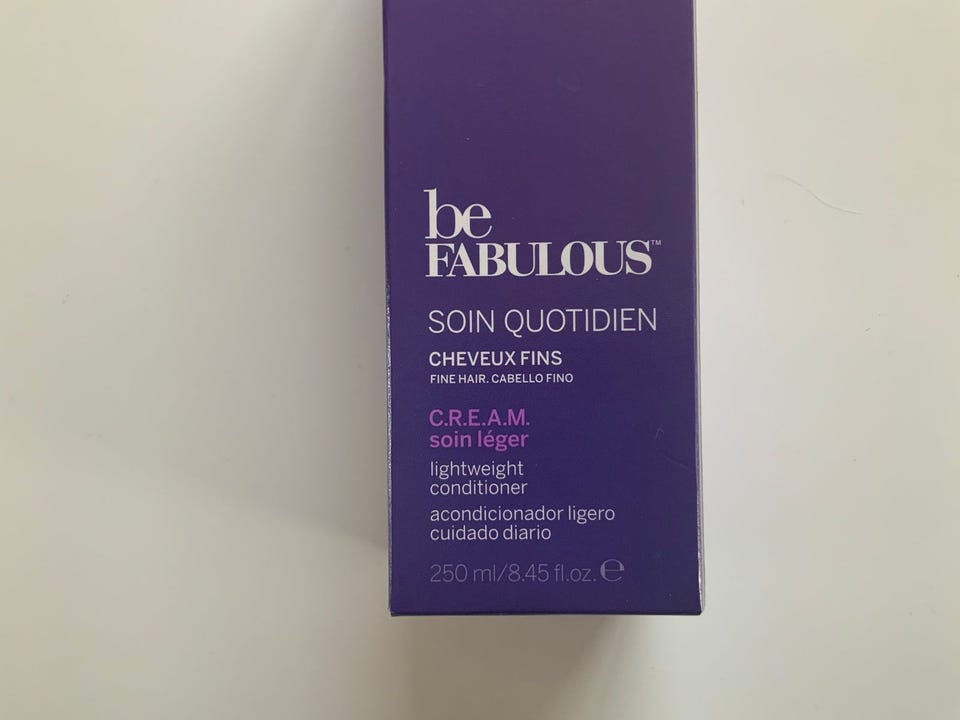 be
FABULOUS™
SOIN QUOTIDIEN
CHEVEUX FINS
FINE HAIR. CABELLO FINO
C.R.E.A.M.
soin léger
lightweight
conditioner
acondicionador ligero
cuidado diario
250 ml/8.45 fl.oz. ℮